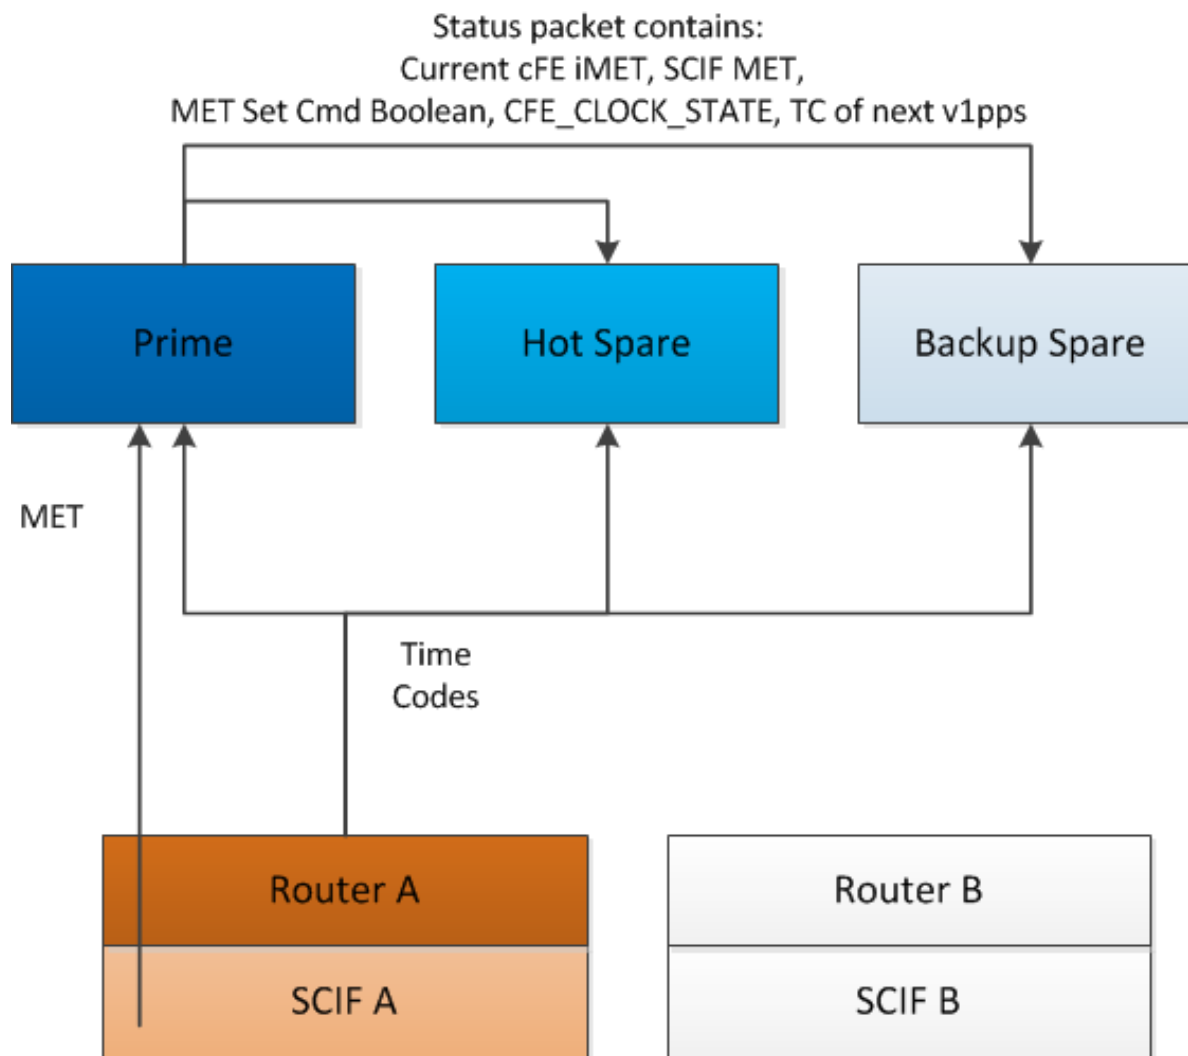 Status packet contains:
Current cFE iMET, SCIF MET,
MET Set Cmd Boolean, CFE_CLOCK_STATE, TC of next v1pps
Prime
Hot Spare
Backup Spare
MET
Time
Codes
Router A
Router B
SCIF A
SCIF B